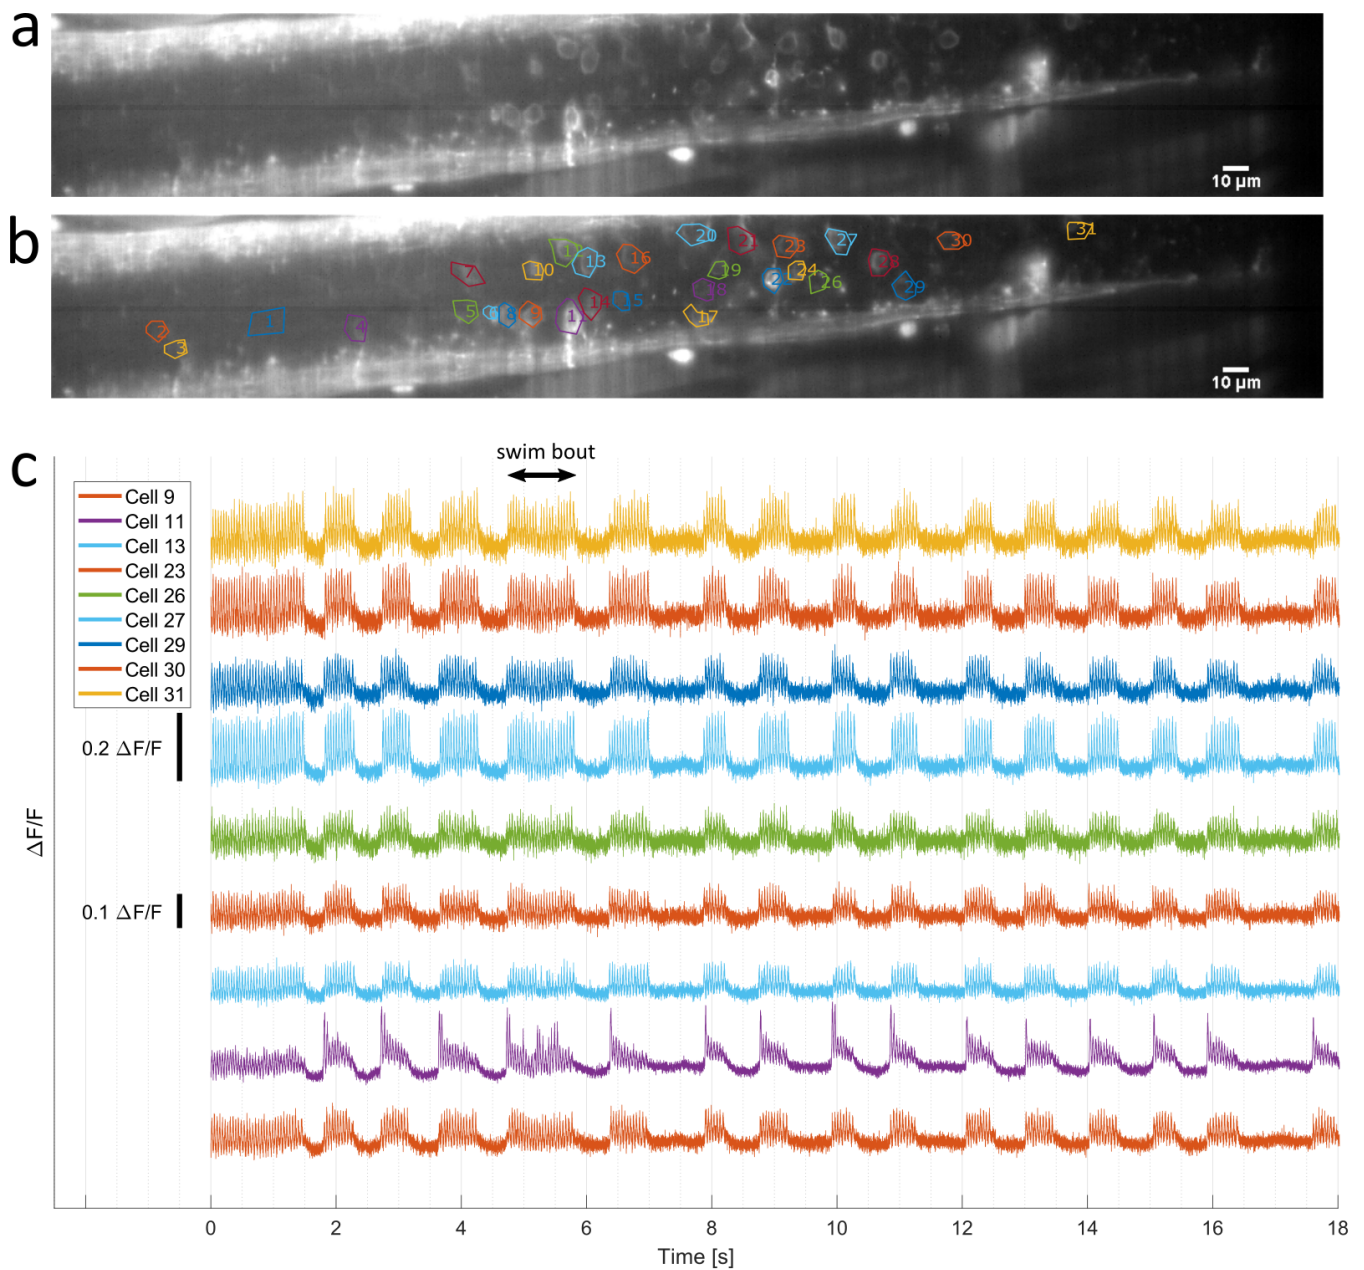 a
10 µm
b
20
21
27
30
31
12
13
16
23
7
10
19
24
28
26
29
18
14
15
5
6
8
9
11
17
1
2
4
3
10 µm
c
swim bout
Cell 9
Cell 11
Cell 13
Cell 23
Cell 26
Cell 27
Cell 29
Cell 30
Cell 31
0.2 ΔF/F
ΔF/F
0.1 ΔF/F
0 2 4 6 8 10 12 14 16 18
Time [s]